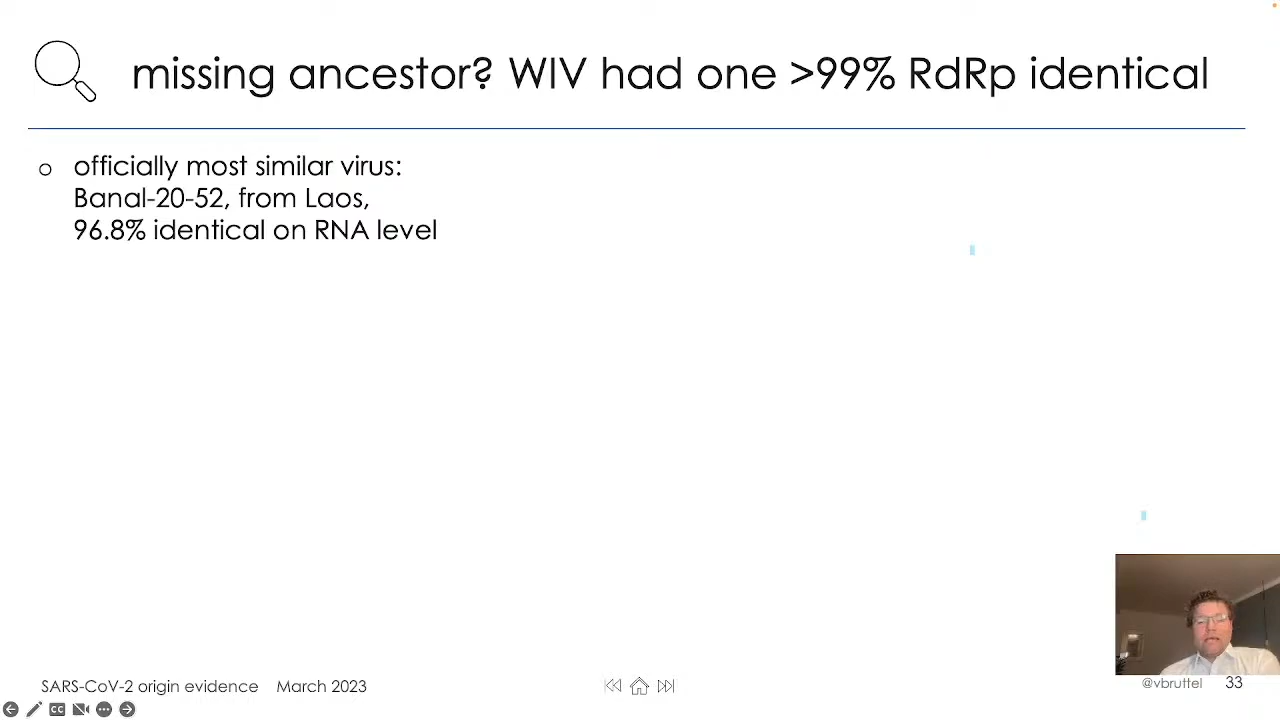 missing ancestor? WIV had one >99% RdRp identical
o officially most similar virus:
Banal-20-52, from Laos,
96.8% identical on RNA level
SARS-CoV-2 origin evidence March 2023
@vbruttel 33
CC